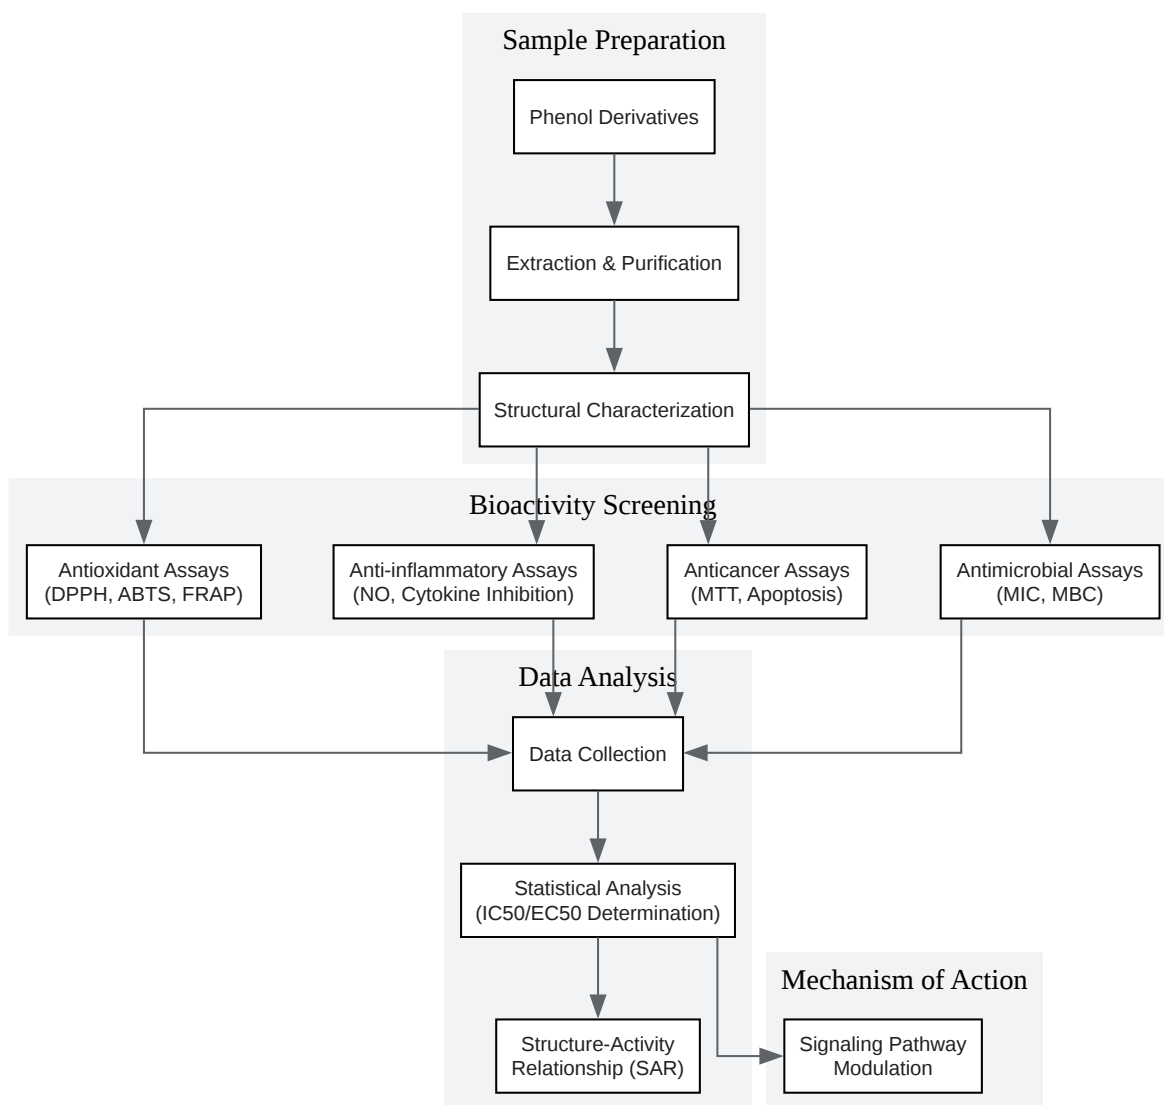 Sample Preparation
Phenol Derivatives
Extraction & Purification
Structural Characterization
Bioactivity Screening
Antioxidant Assays
(DPPH, ABTS, FRAP)
Anti-inflammatory Assays
(NO, Cytokine Inhibition)
Anticancer Assays
(MTT, Apoptosis)
Antimicrobial Assays
(MIC, MBC)
Data Analysis
Data Collection
Statistical Analysis
(IC50/EC50 Determination)
Structure-Activity
Relationship (SAR)
Mechanism of Action
Signaling Pathway
Modulation